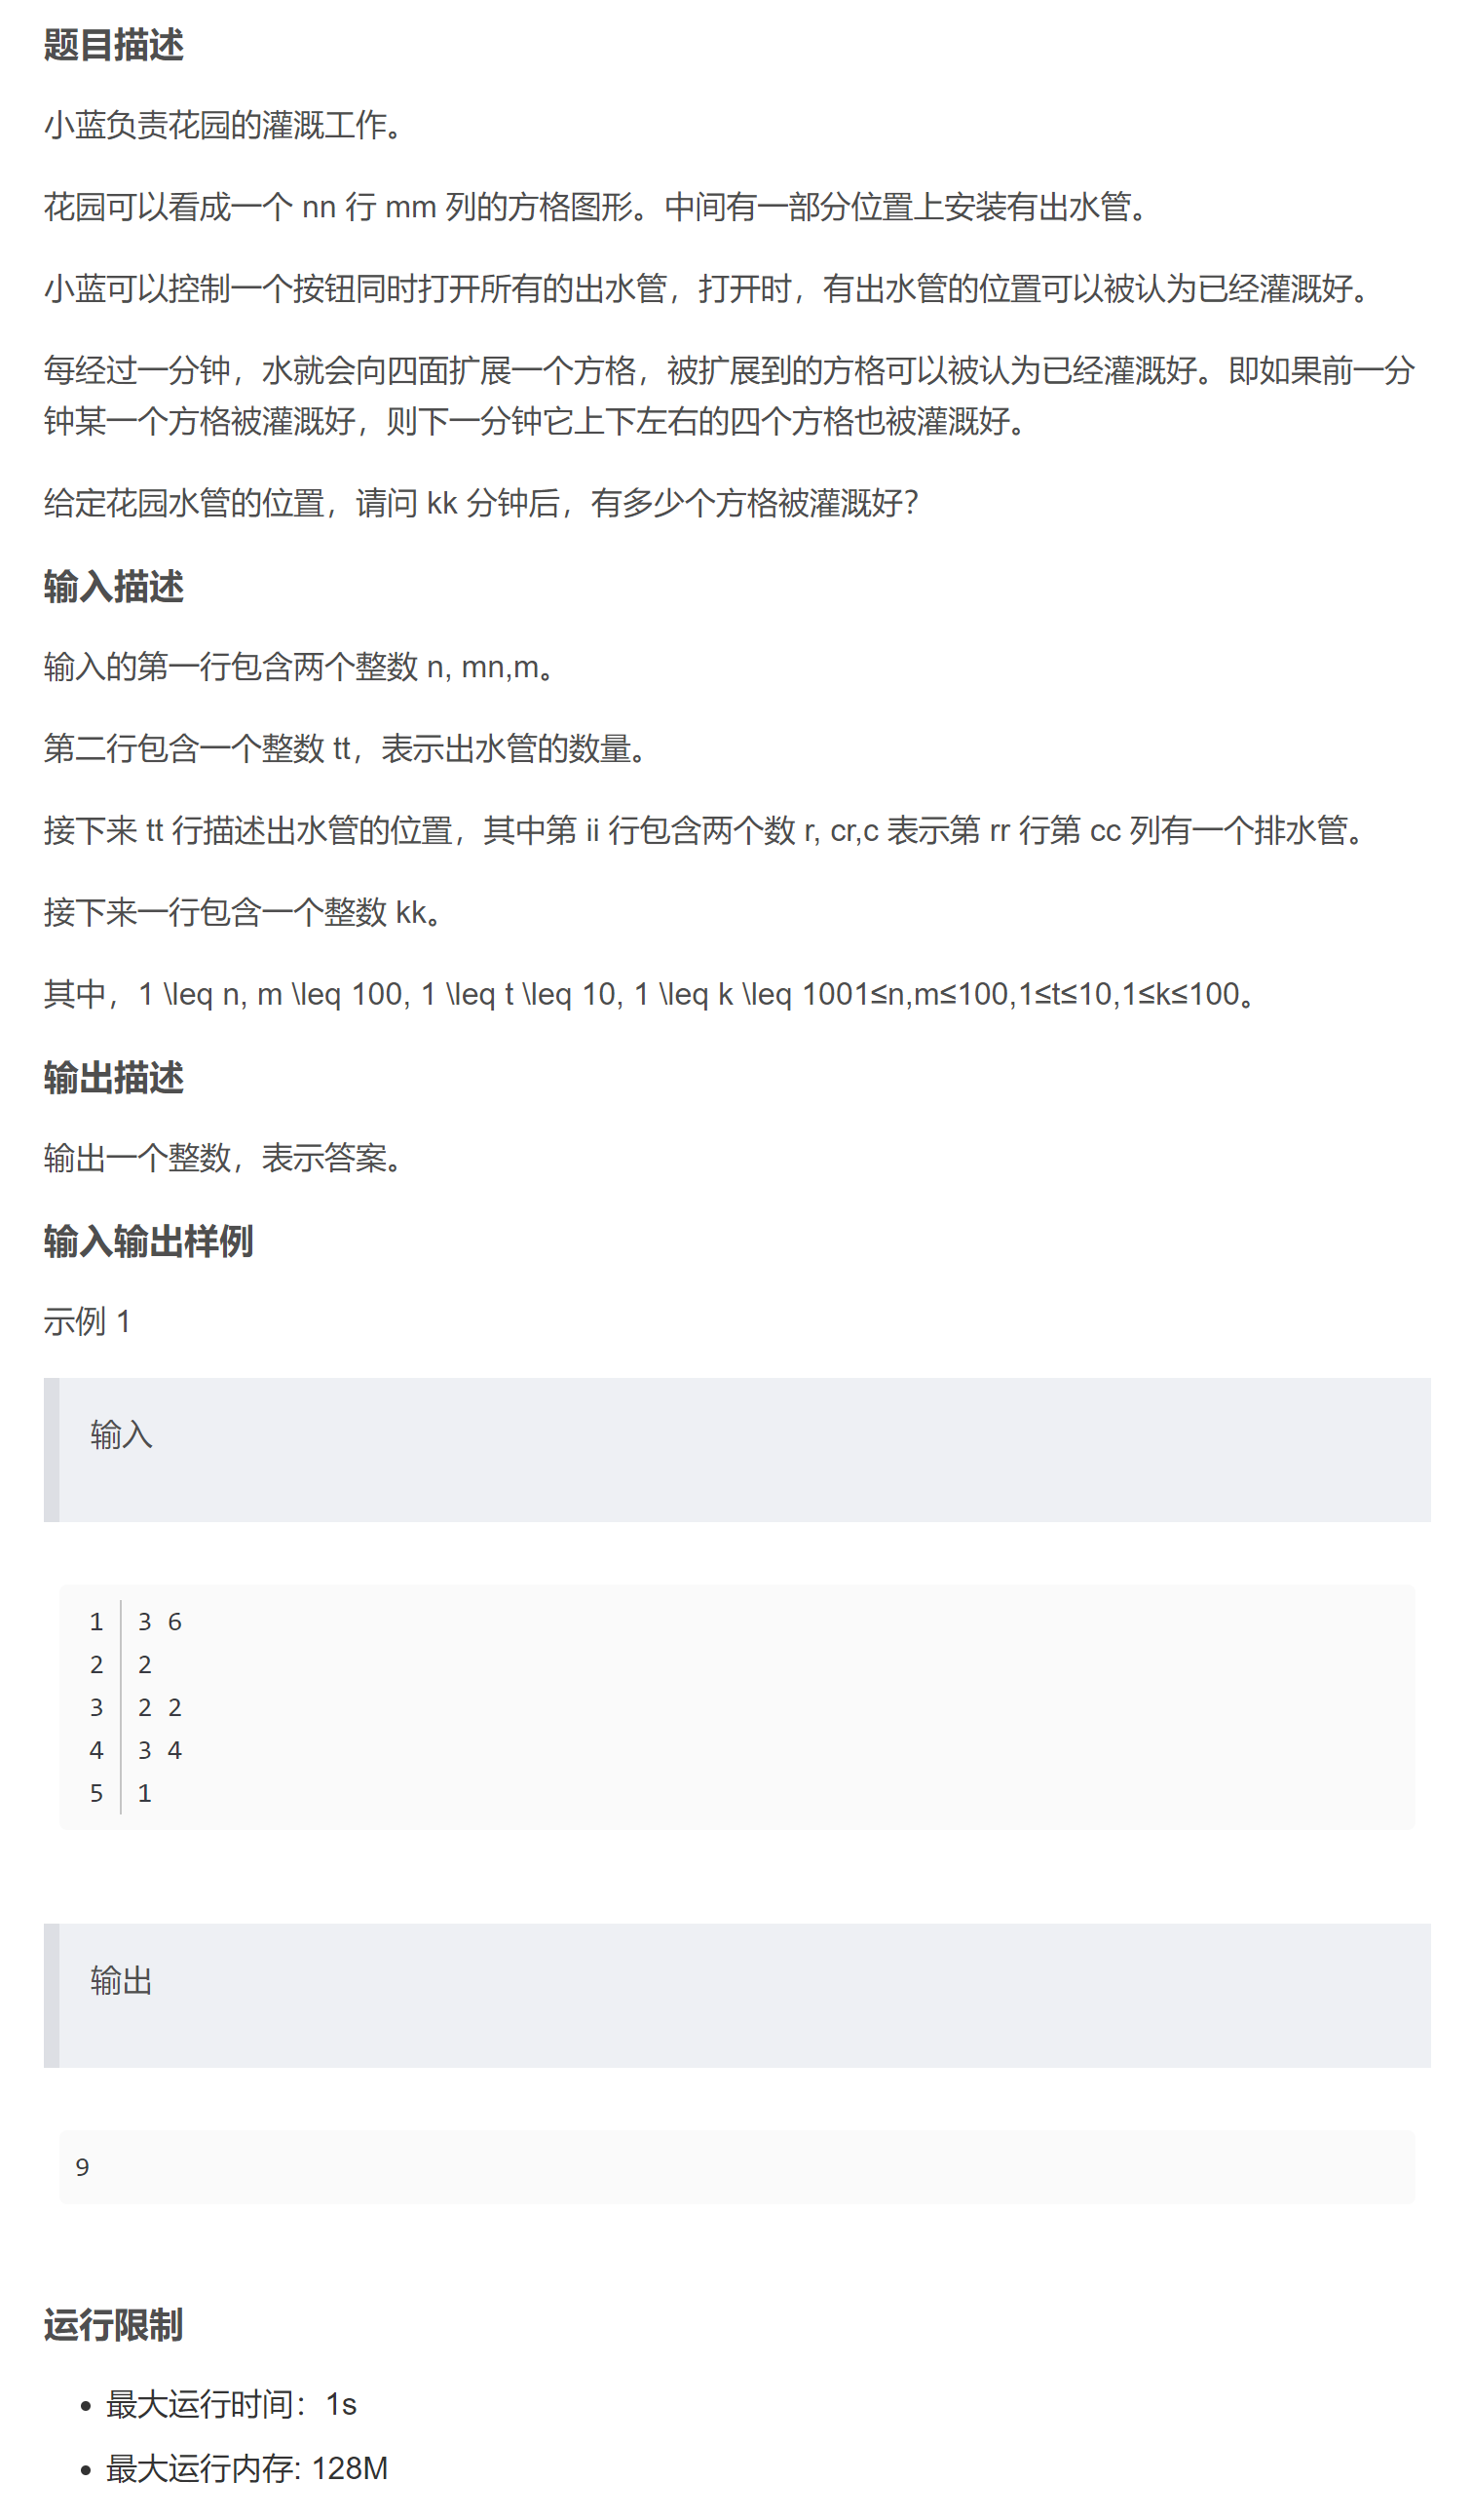 题目描述
小蓝负责花园的灌溉工作。
花园可以看成一个 nn 行 mm 列的方格图形。中间有一部分位置上安装有出水管。
小蓝可以控制一个按钮同时打开所有的出水管，打开时，有出水管的位置可以被认为已经灌溉好。
每经过一分钟，水就会向四面扩展一个方格，被扩展到的方格可以被认为已经灌溉好。即如果前一分
钟某一个方格被灌溉好，则下一分钟它上下左右的四个方格也被灌溉好。
给定花园水管的位置，请问 kk 分钟后，有多少个方格被灌溉好？
输入描述
输入的第一行包含两个整数 n, mn,m。
第二行包含一个整数 tt，表示出水管的数量。
接下来 tt 行描述出水管的位置，其中第 ii 行包含两个数 r, cr,c 表示第 rr 行第 cc 列有一个排水管。
接下来一行包含一个整数 kk。
其中，1 \leq n, m \leq 100, 1 \leq t \leq 10, 1 \leq k \leq 1001≤n,m≤100,1≤t≤10,1≤k≤100。
输出描述
输出一个整数，表示答案。
输入输出样例
示例 1
输入
1 3 6
2 2
3 2 2
4 3 4
5 1
输出
9
运行限制
• 最大运行时间：1s
• 最大运行内存: 128M